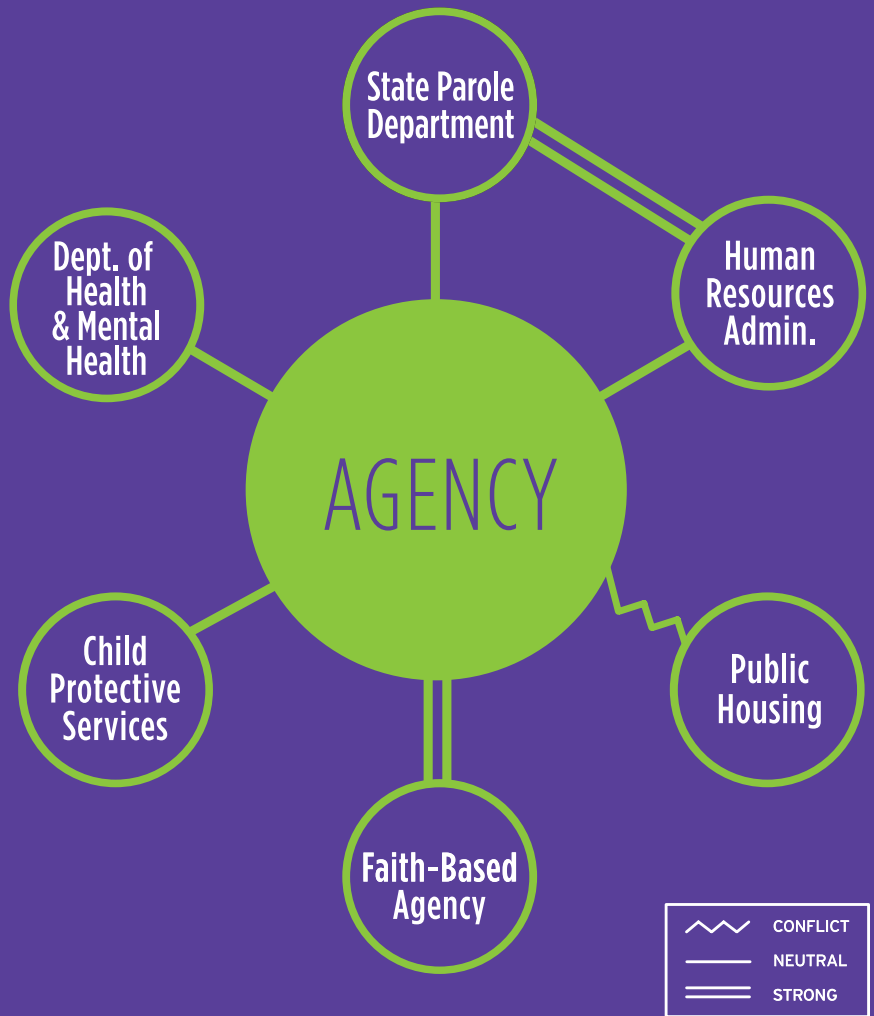 State Parole
Department
Dept. of
Health
& Mental
Health
Human
Resources
Admin.
AGENCY
Child
Protective
Services
Public
Housing
Faith-Based
Agency
CONFLICT
NEUTRAL
STRONG